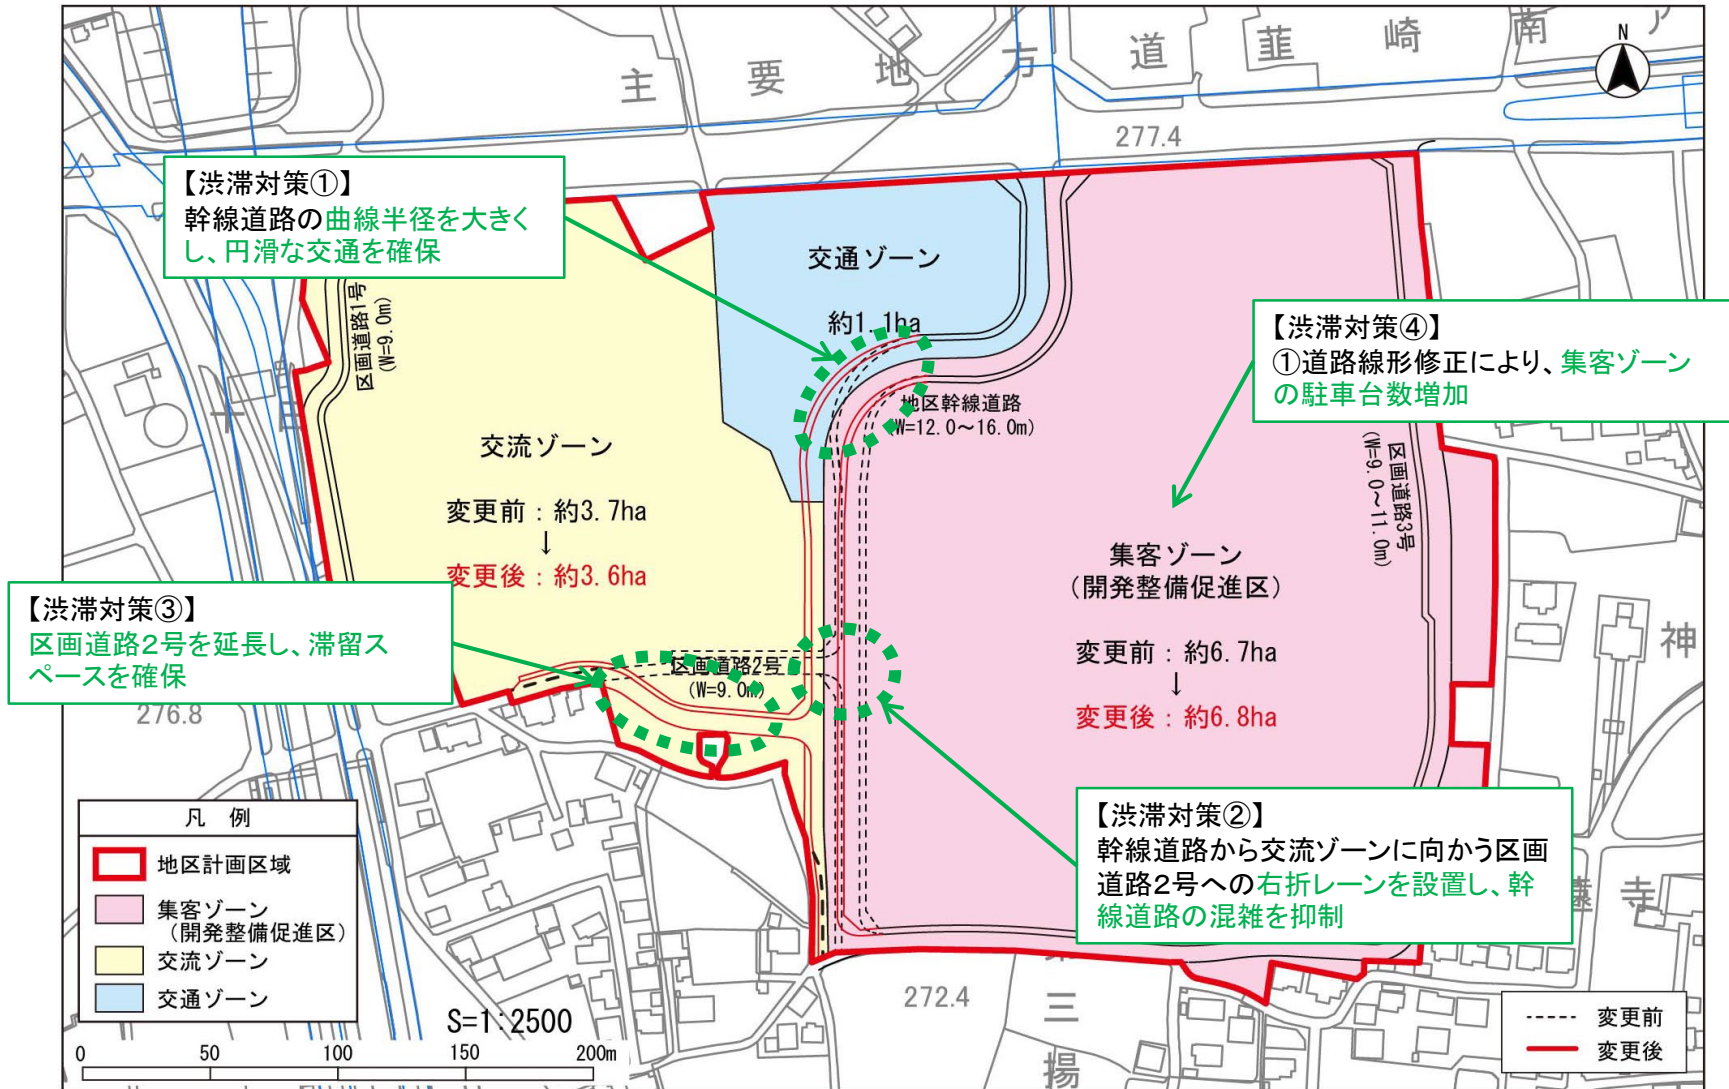 主要地方道韮崎南ア
N
277.4
【渋滞対策①】
幹線道路の曲線半径を大きく
し、円滑な交通を確保
交通ゾーン
約1.1ha
区画道路1号
(W=9.0m)
【渋滞対策④】
①道路線形修正により、集客ゾーン
の駐車台数増加
地区幹線道路
(W=12.0～16.0m)
区画道路3号
(W=9.0～11.0m)
交流ゾーン
変更前：約3.7ha
↓
変更後：約3.6ha
集客ゾーン
(開発整備促進区)
変更前：約6.7ha
↓
変更後：約6.8ha
【渋滞対策③】
区画道路2号を延長し、滞留ス
ペースを確保
区画道路2号
(W=9.0m)
276.8
神
【渋滞対策②】
幹線道路から交流ゾーンに向かう区画
道路2号への右折レーンを設置し、幹
線道路の混雑を抑制
遠寺
凡 例
地区計画区域
集客ゾーン
(開発整備促進区)
交流ゾーン
交通ゾーン
272.4
三
揚
S=1:2500
0 50 100 150 200m
変更前
変更後